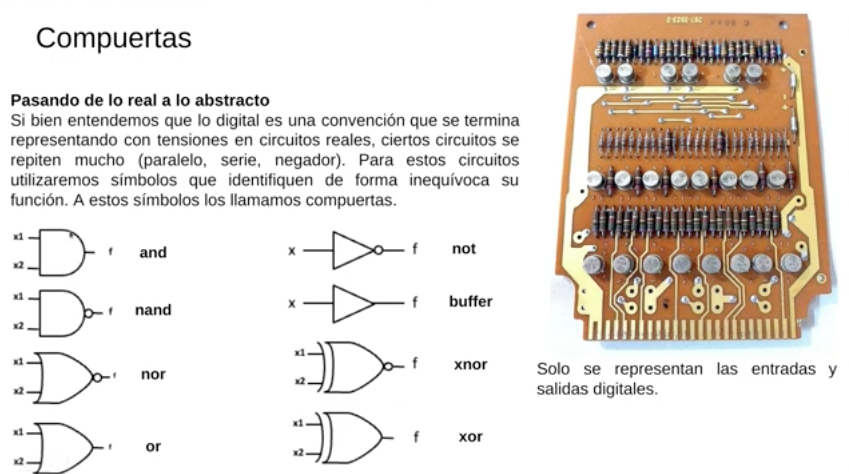 Compuertas
Pasando de lo real a lo abstracto
Si bien entendemos que lo digital es una convención que se termina
representando con tensiones en circuitos reales, ciertos circuitos se
repiten mucho (paralelo, serie, negador). Para estos circuitos
utilizaremos símbolos que identifiquen de forma inequívoca su
función. A estos símbolos los llamamos compuertas.
x1
x2
f
and
x1
x2
f
nand
x1
x2
f
nor
x1
x2
f
or
x
f
not
x
f
buffer
x1
x2
f
xnor
x1
x2
f
xor
Solo se representan las entradas y
salidas digitales.